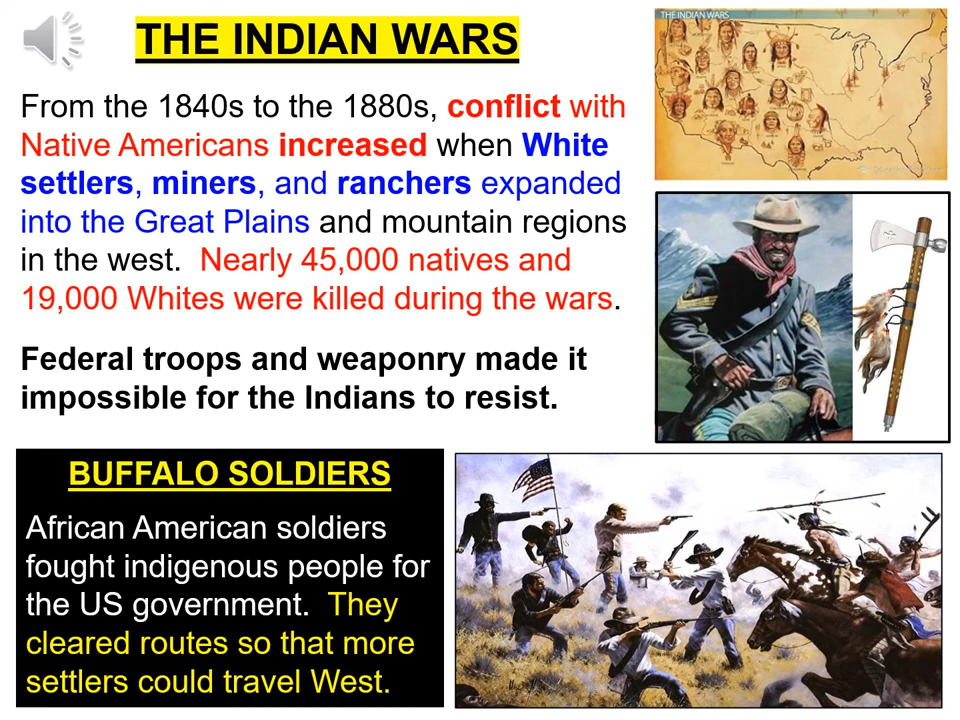 THE INDIAN WARS
From the 1840s to the 1880s, conflict with
Native Americans increased when White
settlers, miners, and ranchers expanded
into the Great Plains and mountain regions
in the west.  Nearly 45,000 natives and
19,000 Whites were killed during the wars.
Federal troops and weaponry made it
impossible for the Indians to resist.
BUFFALO SOLDIERS
African American soldiers
fought indigenous people for
the US government.  They
cleared routes so that more
settlers could travel West.
THE INDIAN WARS